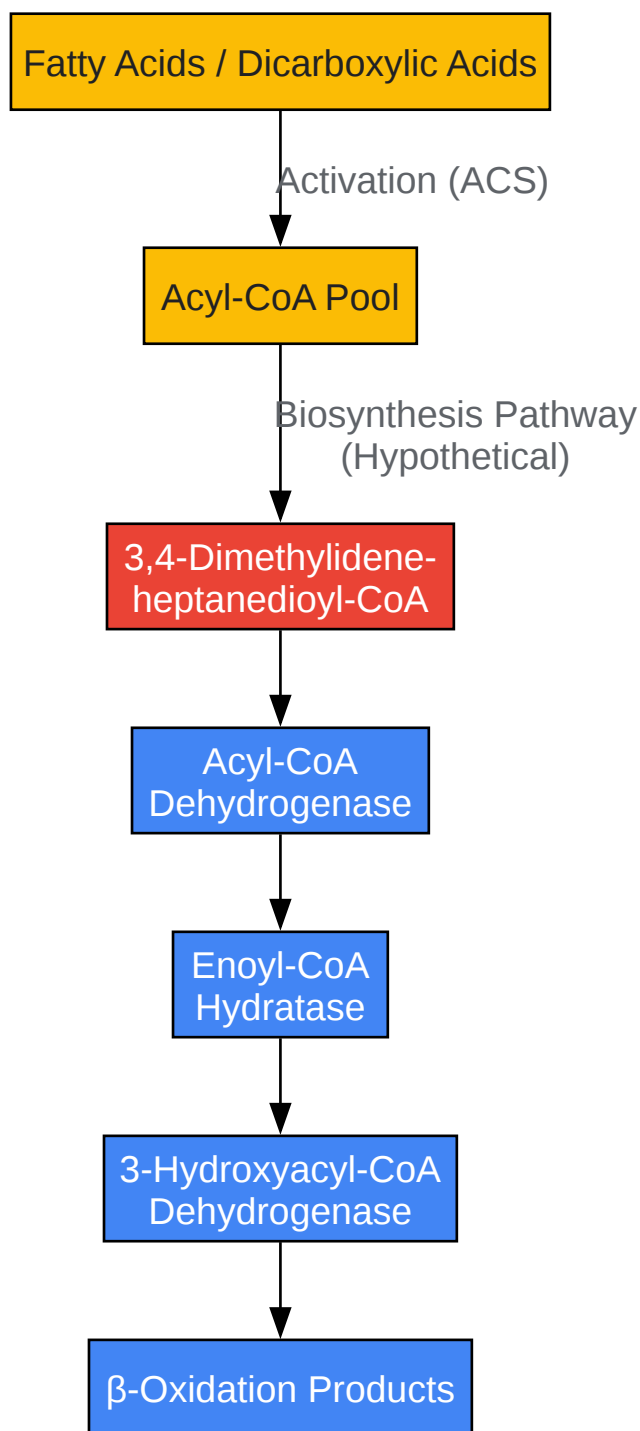 Fatty Acids / Dicarboxylic Acids
Activation (ACS)
Acyl-CoA Pool
Biosynthesis Pathway
(Hypothetical)
3,4-Dimethylidene-
heptanedioyl-CoA
Acyl-CoA
Dehydrogenase
Enoyl-CoA
Hydratase
3-Hydroxyacyl-CoA
Dehydrogenase
β-Oxidation Products